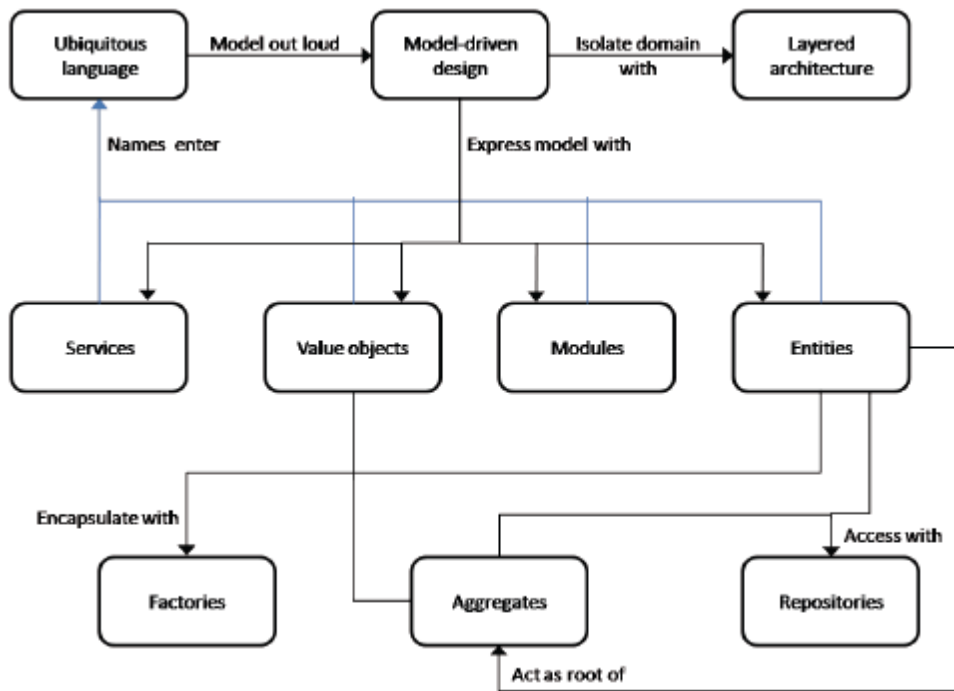 Ubiquitous
language
Model out loud
Model-driven
design
Isolate domain
with
Layered
architecture
Names enter
Express model with
Services
Value objects
Modules
Entities
Encapsulate with
Access with
Factories
Aggregates
Repositories
Act as root of